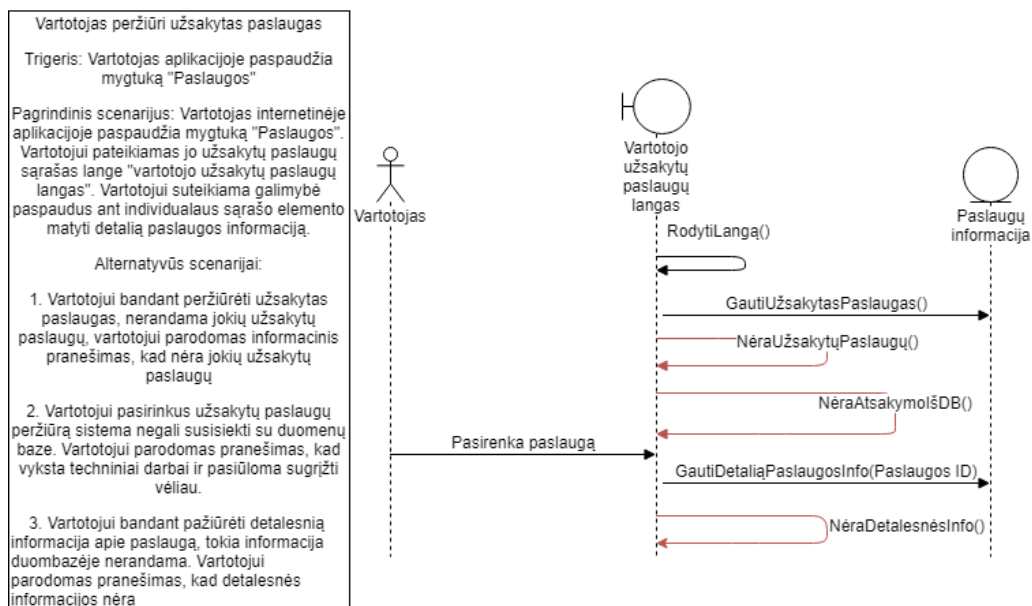 Vartotojas peržiūri užsakytas paslaugas
Trigeris: Vartotojas aplikacijoje paspaudžia
mygtuką "Paslaugos"
Pagrindinis scenarijus: Vartotojas internetinėje
aplikacijoje paspaudžia mygtuką "Paslaugos".
Vartotojui pateikiamas jo užsakytų paslaugų
sąrašas lange "vartotojo užsakytų paslaugų
langas". Vartotojui suteikiama galimybė
paspaudus ant individualaus sąrašo elemento
matyti detalią paslaugos informaciją.
Alternatyvūs scenarijai:
1. Vartotojui bandant peržiūrėti užsakytas
paslaugas, nerandama jokių užsakytų
paslaugų, vartotojui parodomas informacinis
pranešimas, kad nėra jokių užsakytų
paslaugų
2. Vartotojui pasirinkus užsakytų paslaugų
peržiūrą sistema negali susisiekti su duomenų
baze. Vartotojui parodomas pranešimas, kad
vyksta techniniai darbai ir pasiūloma sugrįžti
vėliau.
3. Vartotojui bandant pažiūrėti detalesnią
informacija apie paslaugą, tokia informacija
duombazėje nerandama. Vartotojui
parodomas pranešimas, kad detalesnės
informacijos nėra
Vartotojas
Vartotojo
užsakytų
paslaugų
langas
Paslaugų
informacija
RodytiLangą()
GautiUžsakytasPaslaugas()
NėraUžsakytųPaslaugų()
NėraAtsakymoIšDB()
Pasirenka paslaugą
GautiDetaliąPaslaugosInfo(Paslaugos ID)
NėraDetalesnėsInfo()